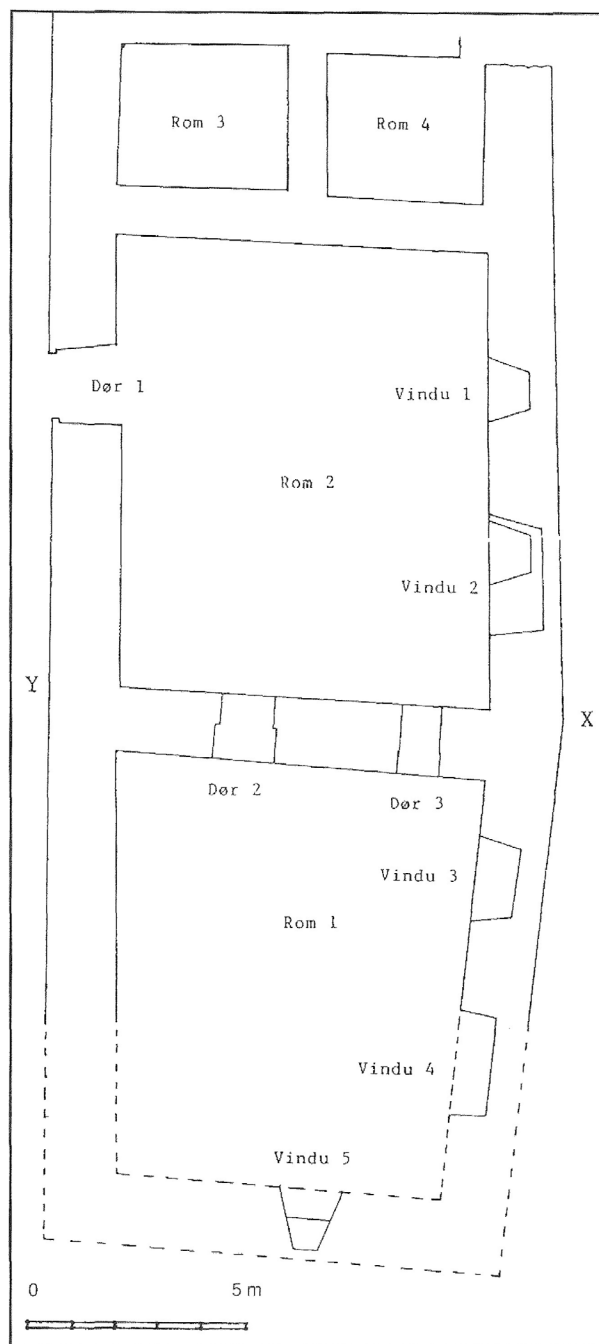 Rom 3
Rom 4
Dør 1
Vindu 1
Rom 2
Vindu 2
Y
X
Dør 2
Dør 3
Vindu 3
Rom 1
Vindu 4
Vindu 5
0 5 m